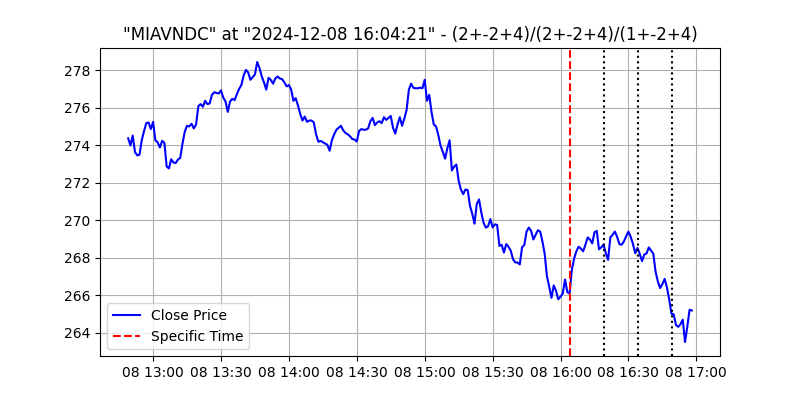 "MIAVNDC" at "2024-12-08 16:04:21" - (2+-2+4)/(2+-2+4)/(1+-2+4)
278
276
274
272
270
268
266
264
Close Price
Specific Time
08 13:00 08 13:30 08 14:00 08 14:30 08 15:00 08 15:30 08 16:00 08 16:30 08 17:00